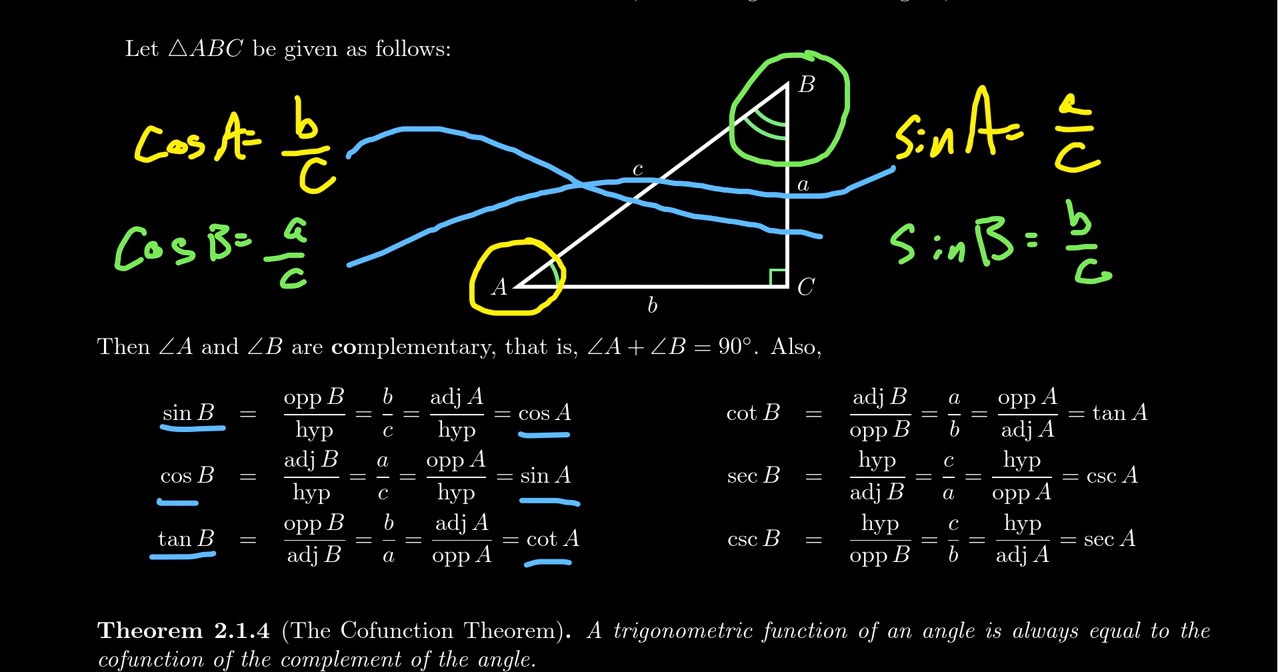 Let △ABC be given as follows:
B
cos A = b/c
sin A = a/c
c
a
cos B = a/c
sin B = b/c
A
C
b
Then ∠A and ∠B are complementary, that is, ∠A + ∠B = 90°. Also,
sin B = opp B/hyp = b/c = adj A/hyp = cos A
cot B = adj B/opp B = a/b = opp A/adj A = tan A
cos B = adj B/hyp = a/c = opp A/hyp = sin A
sec B = hyp/adj B = c/a = hyp/opp A = csc A
tan B = opp B/adj B = b/a = adj A/opp A = cot A
csc B = hyp/opp B = c/b = hyp/adj A = sec A
Theorem 2.1.4 (The Cofunction Theorem). A trigonometric function of an angle is always equal to the
cofunction of the complement of the angle.